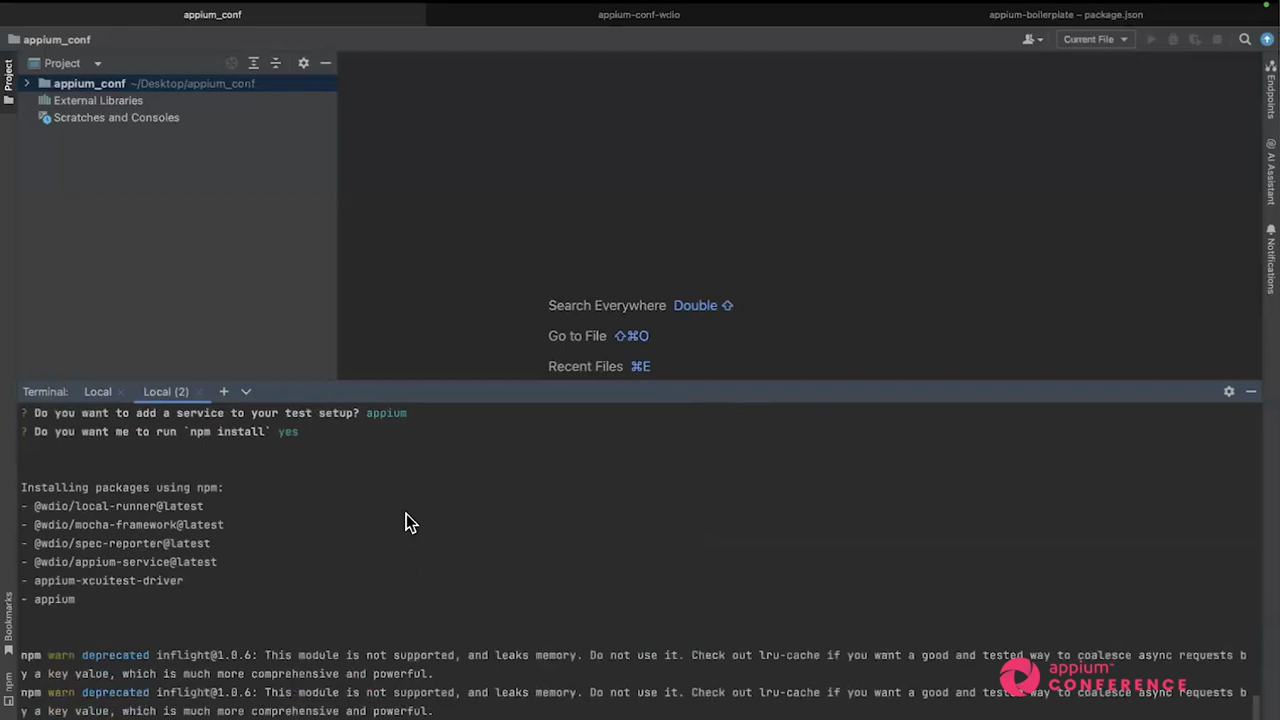 appium_conf
appium-conf-wdio
appium-boilerplate – package.json
appium_conf
Current File
Project
Project
appium_conf ~/Desktop/appium_conf
External Libraries
Scratches and Consoles
Endpoints
AI Assistant
Notifications
Search Everywhere Double ⇧
Go to File ⇧⌘O
Recent Files ⌘E
Terminal: Local × Local (2) × +
? Do you want to add a service to your test setup? appium
? Do you want me to run `npm install` yes
Installing packages using npm:
- @wdio/local-runner@latest
- @wdio/mocha-framework@latest
- @wdio/spec-reporter@latest
- @wdio/appium-service@latest
- appium-xcuitest-driver
- appium
Bookmarks
npm
npm warn deprecated inflight@1.0.6: This module is not supported, and leaks memory. Do not use it. Check out lru-cache if you want a good and tested way to coalesce async requests b
y a key value, which is much more comprehensive and powerful.
npm warn deprecated inflight@1.0.6: This module is not supported, and leaks memory. Do not use it. Check out lru-cache if you want a good and tested way to coalesce async requests b
y a key value, which is much more comprehensive and powerful.
appium™
CONFERENCE